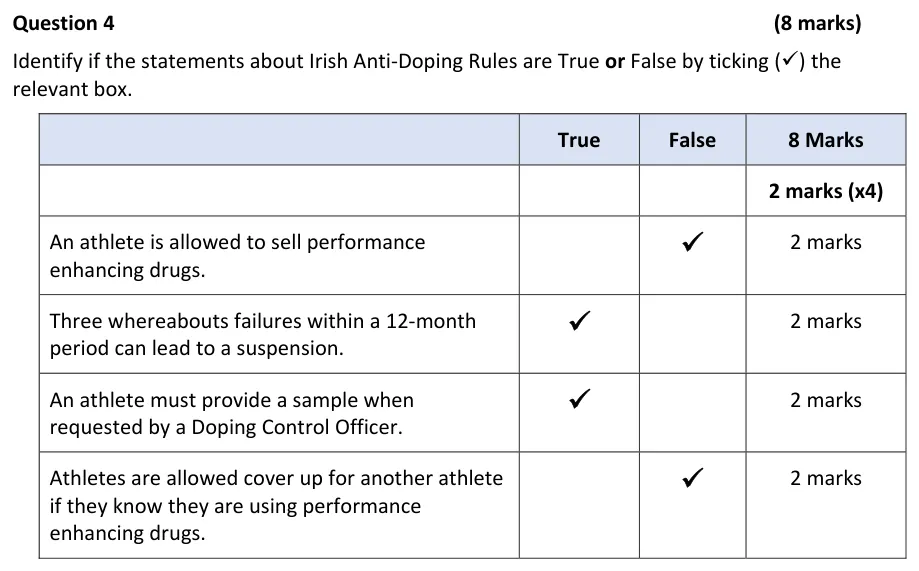 Question 4 (8 marks)
Identify if the statements about Irish Anti-Doping Rules are True or False by ticking (✓) the
relevant box.
True False 8 Marks
2 marks (x4)
An athlete is allowed to sell performance
enhancing drugs.
✓ 2 marks
Three whereabouts failures within a 12-month
period can lead to a suspension.
✓ 2 marks
An athlete must provide a sample when
requested by a Doping Control Officer.
✓ 2 marks
Athletes are allowed cover up for another athlete
if they know they are using performance
enhancing drugs.
✓ 2 marks